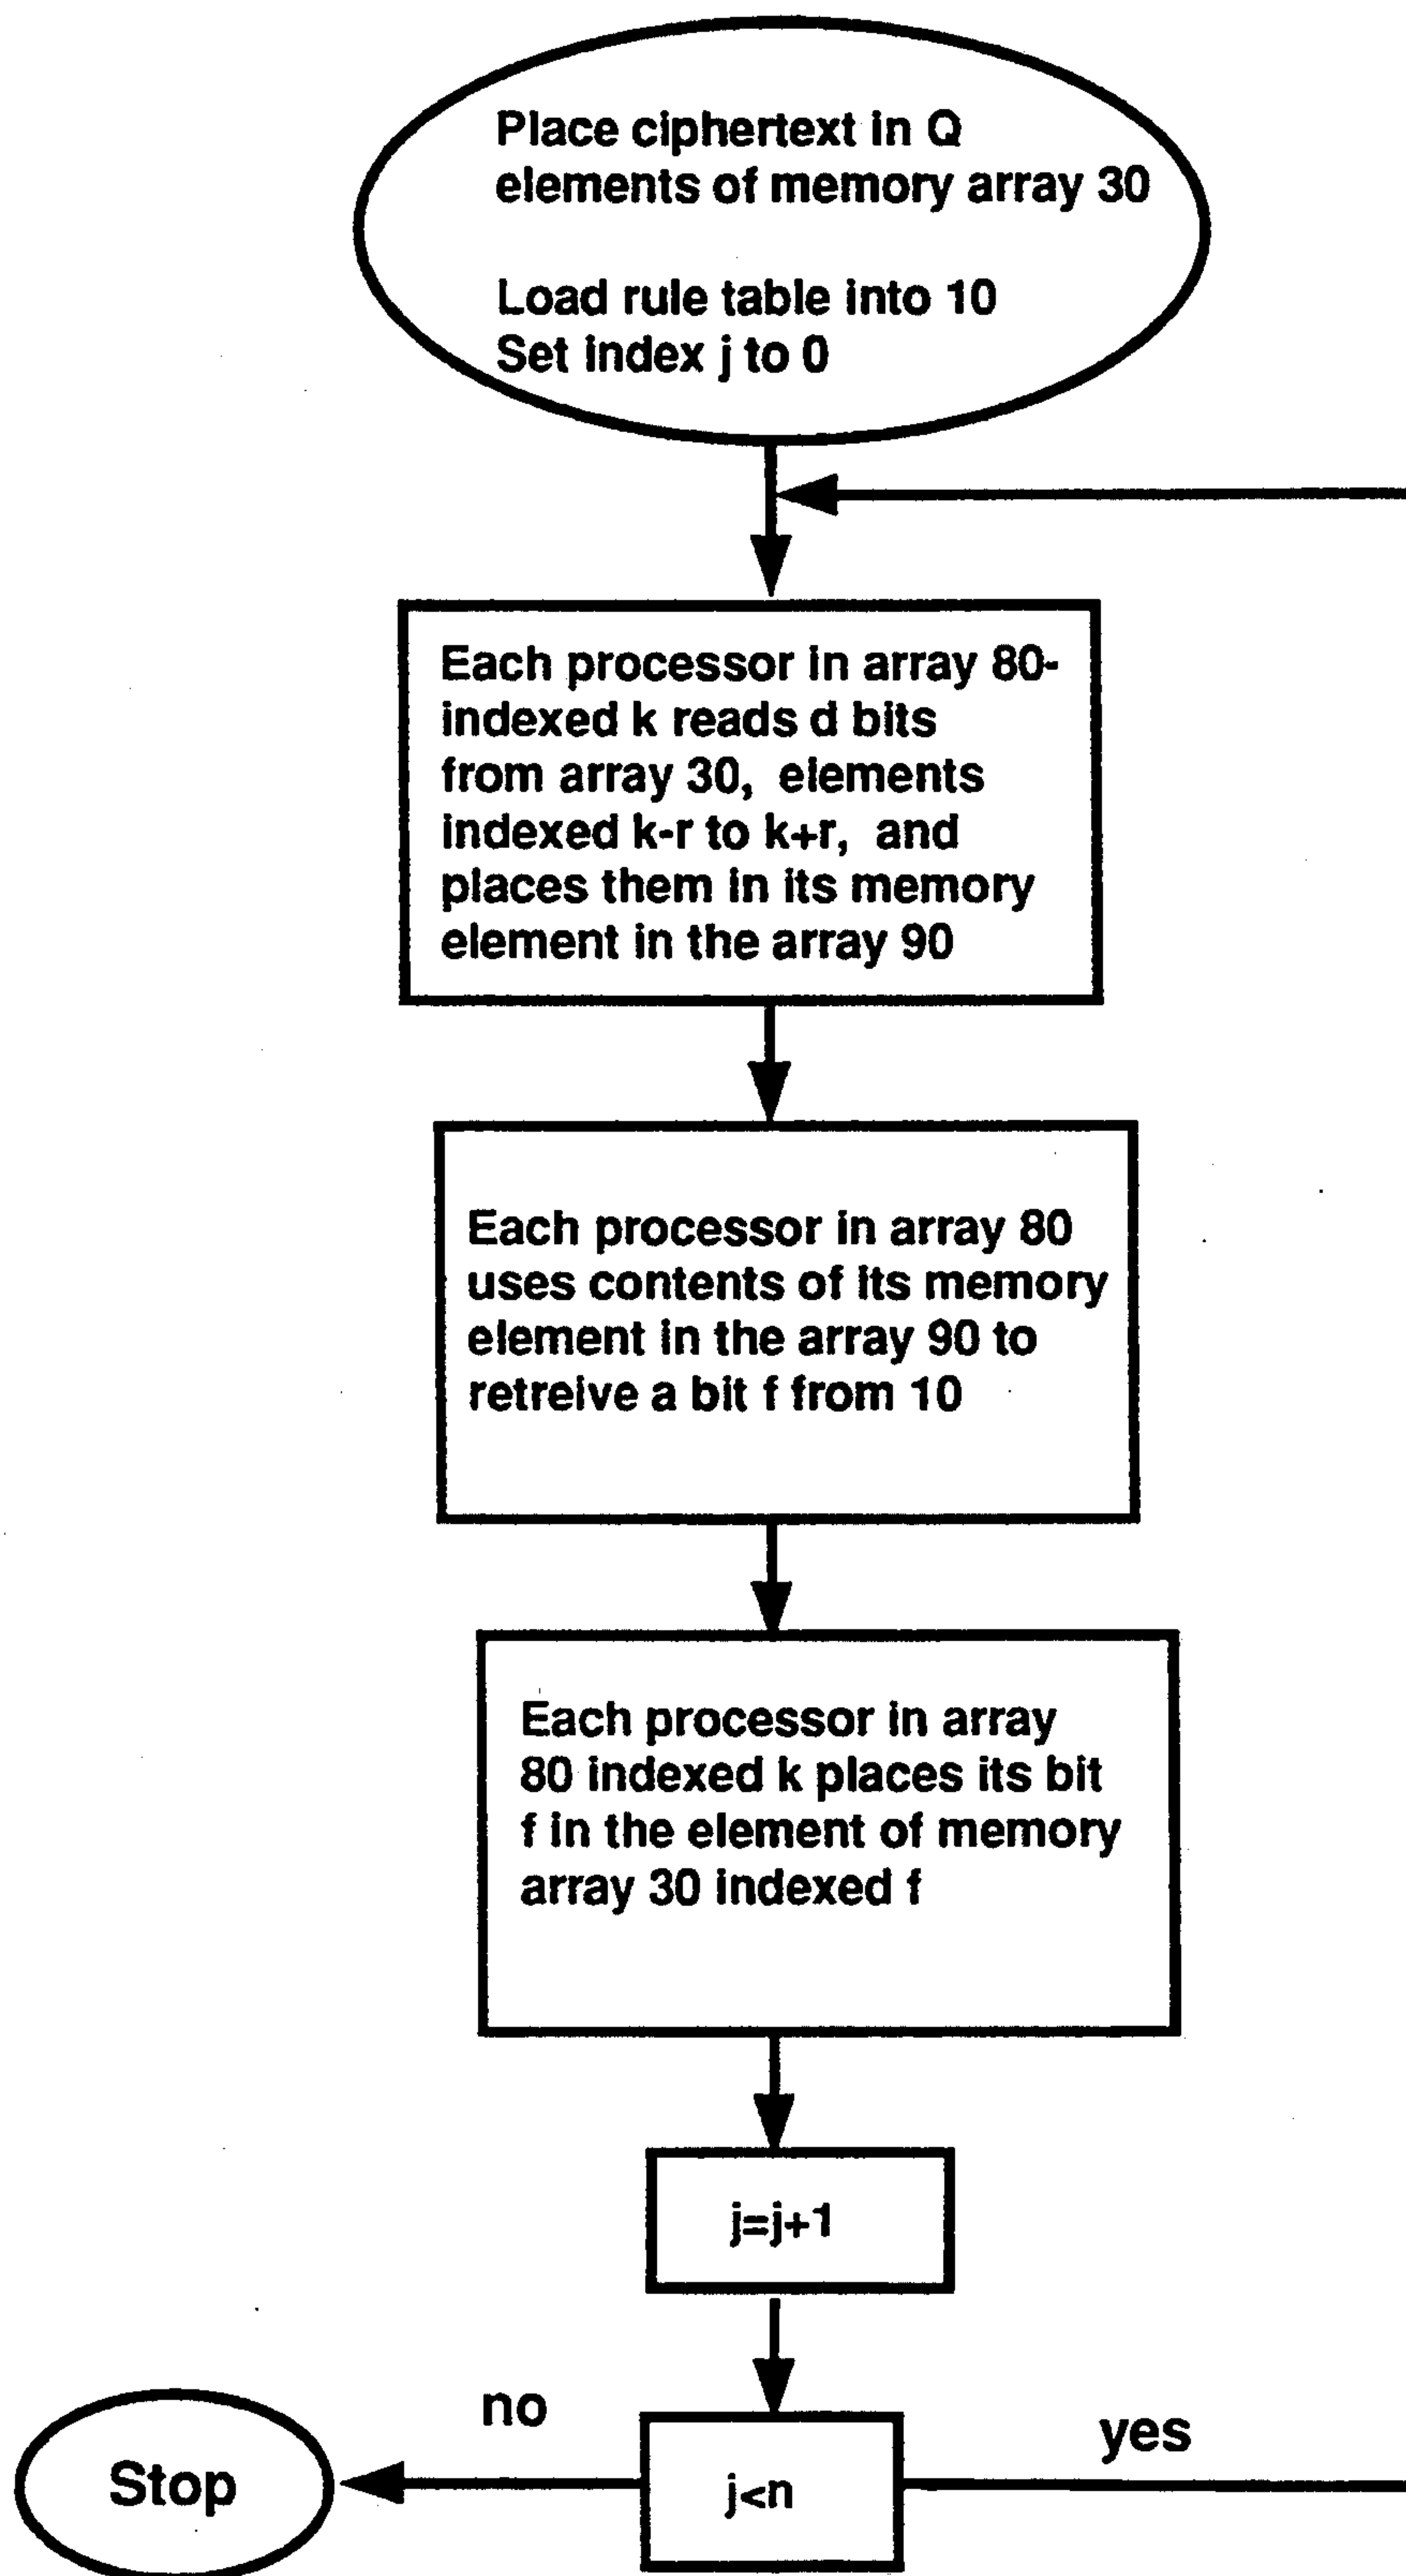 Place ciphertext in Q
elements of memory array 30
Load rule table into 10
Set index j to 0
Each processor in array 80-
indexed k reads d bits
from array 30, elements
indexed k-r to k+r, and
places them in its memory
element in the array 90
Each processor in array 80
uses contents of its memory
element in the array 90 to
retreive a bit f from 10
Each processor in array
80 indexed k places its bit
f in the element of memory
array 30 indexed f
j=j+1
no
yes
Stop
j<n